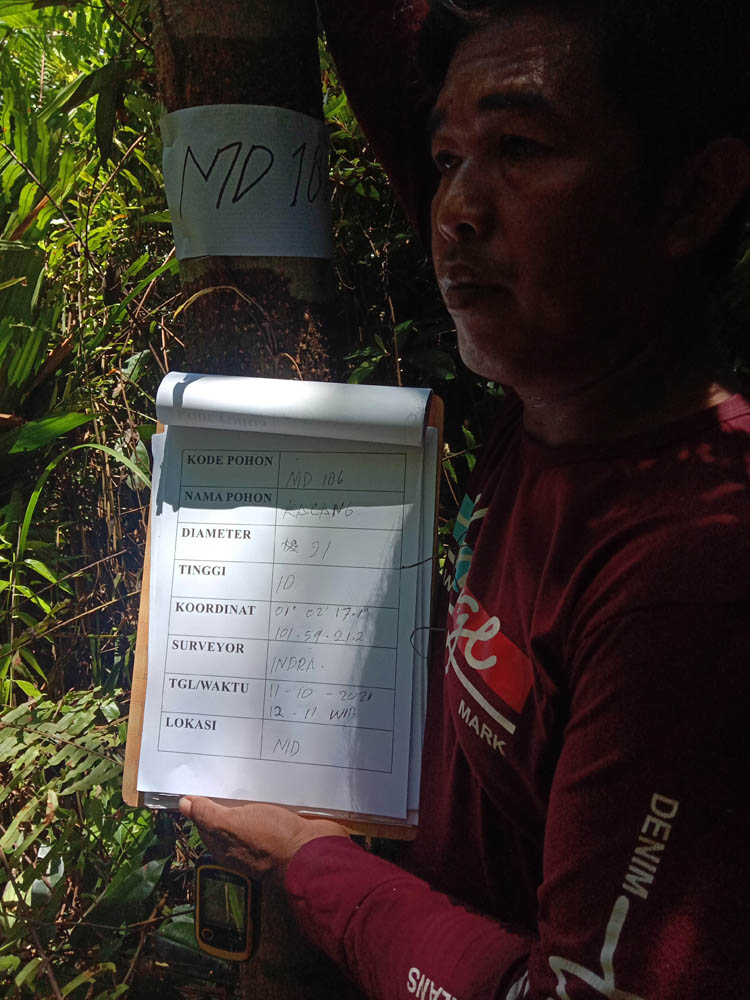 MD 18
KODE POHON MD 186
NAMA POHON KACANG
DIAMETER 91
TINGGI 10
KOORDINAT 01° 02' 17.1"
101.59.21.2
SURVEYOR INDRA.
TGL/WAKTU 11-10-2021
12-11 WIB
LOKASI MD
MARK
DENIM